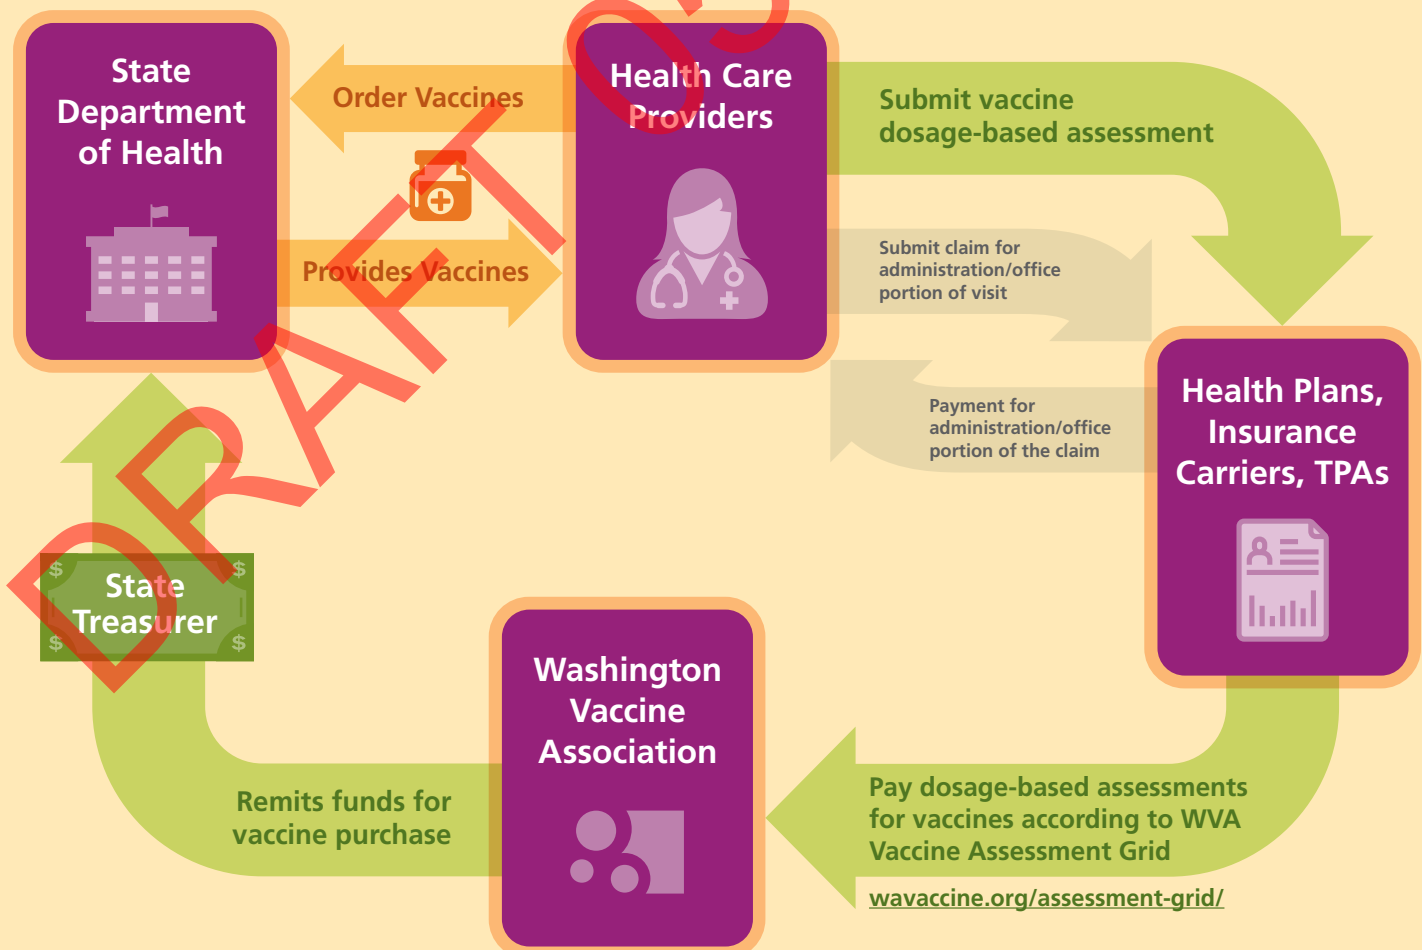 State
Department
of Health
Order Vaccines
Provides Vaccines
Health Care
Providers
Submit vaccine
dosage-based assessment
Submit claim for
administration/office
portion of visit
Payment for
administration/office
portion of the claim
Health Plans,
Insurance
Carriers, TPAs
$ $
State
Treasurer
$ $
Remits funds for
vaccine purchase
Washington
Vaccine
Association
Pay dosage-based assessments
for vaccines according to WVA
Vaccine Assessment Grid
wavaccine.org/assessment-grid/
DRAFT